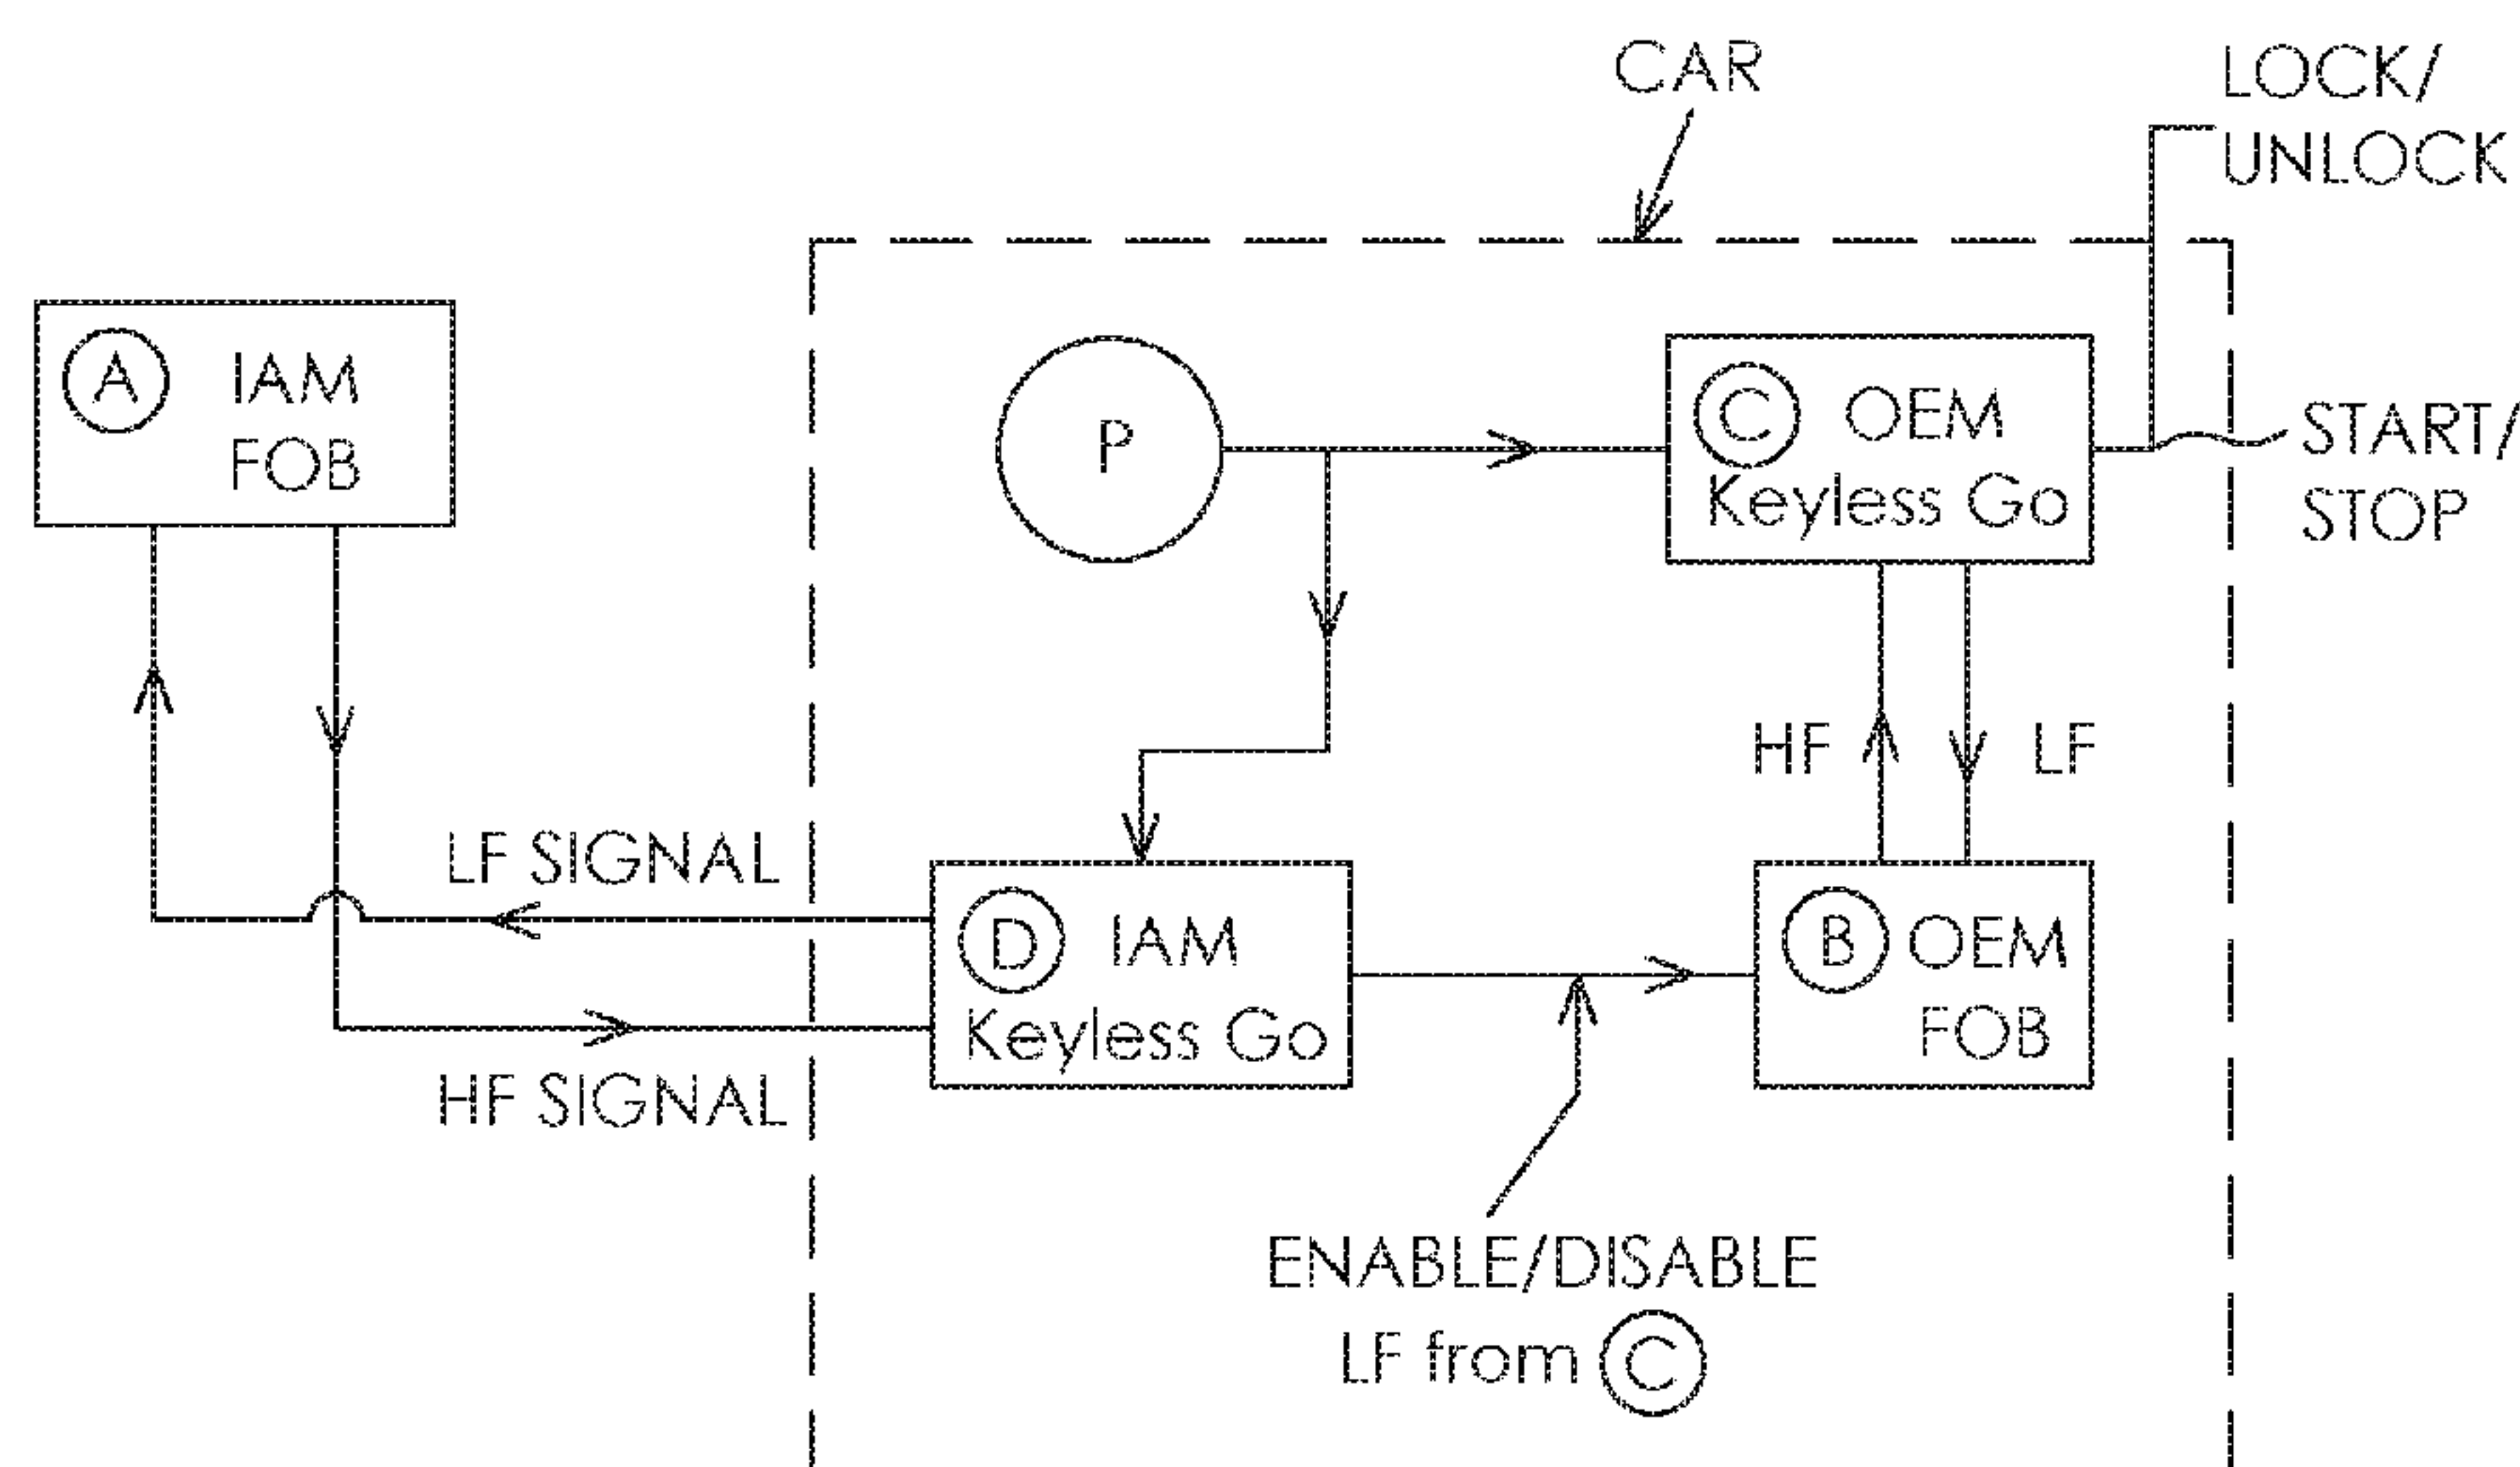 CAR
LOCK/
UNLOCK
A IAM
FOB
P
C OEM
Keyless Go
START/
STOP
HF
LF
LF SIGNAL
D IAM
Keyless Go
B OEM
FOB
HF SIGNAL
ENABLE/DISABLE
LF from C